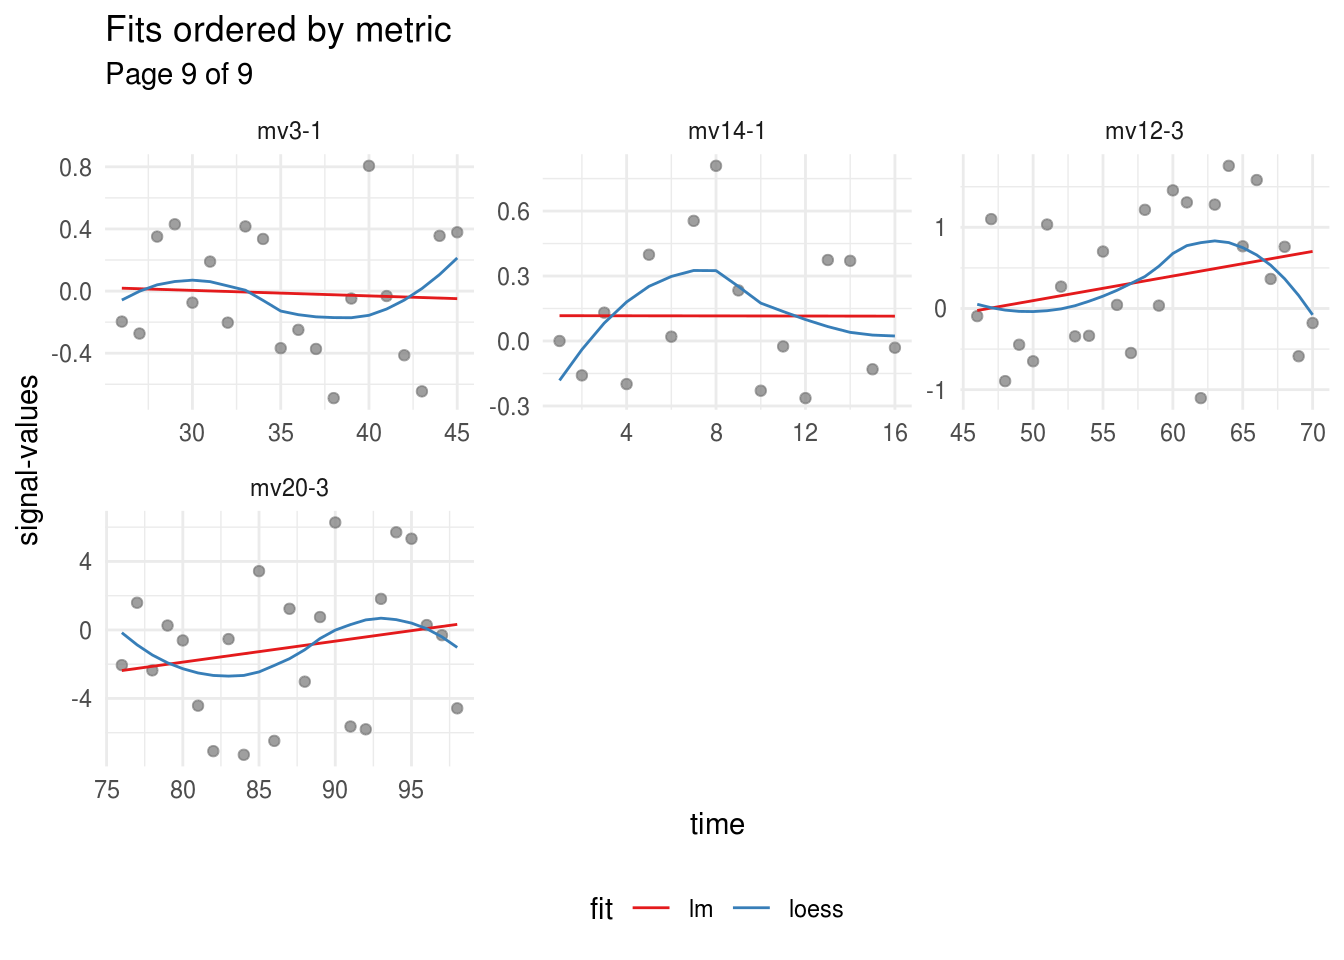 Fits ordered by metric
Page 9 of 9
signal-values
mv3-1
0.8
0.4
0.0
-0.4
30 35 40 45
mv14-1
0.6
0.3
0.0
-0.3
4 8 12 16
mv12-3
1
0
-1
45 50 55 60 65 70
mv20-3
4
0
-4
75 80 85 90 95
time
fit lm loess